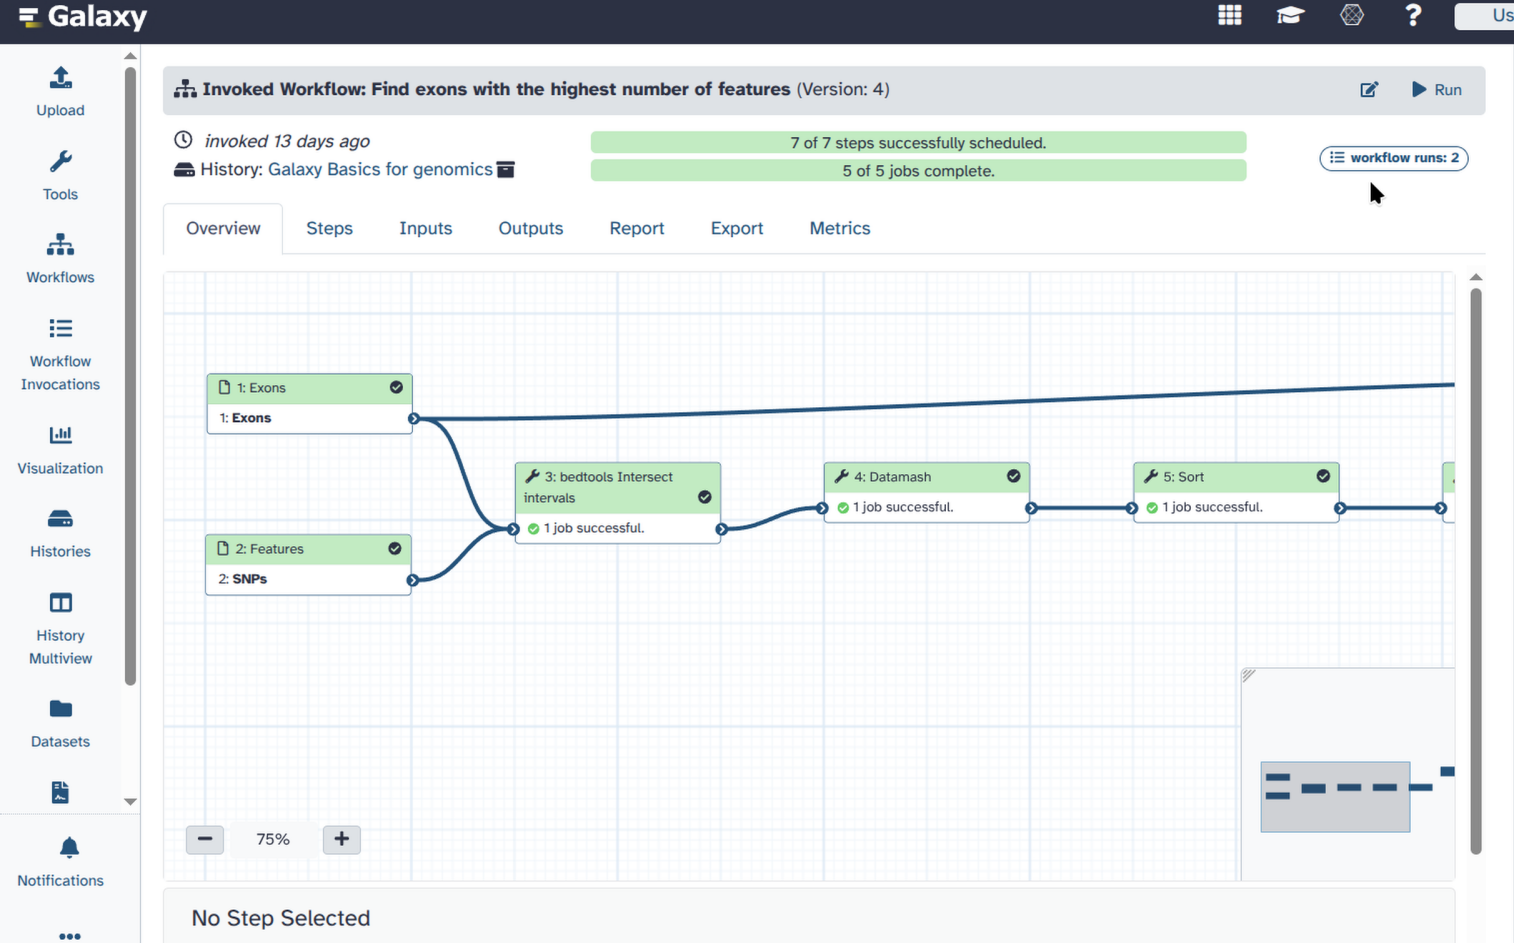 Galaxy
Us
Upload
Tools
Workflows
Workflow
Invocations
Visualization
Histories
History
Multiview
Datasets
Notifications
Invoked Workflow: Find exons with the highest number of features (Version: 4)
Run
invoked 13 days ago
History: Galaxy Basics for genomics
7 of 7 steps successfully scheduled.
5 of 5 jobs complete.
workflow runs: 2
Overview
Steps
Inputs
Outputs
Report
Export
Metrics
1: Exons
1: Exons
2: Features
2: SNPs
3: bedtools Intersect
intervals
1 job successful.
4: Datamash
1 job successful.
5: Sort
1 job successful.
75%
No Step Selected